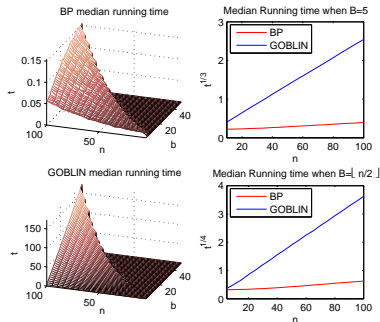 BP median running time
0.15
0.1
0.05
0
t
100
50
n
20
40
b
Median Running time when B=5
BP
GOBLIN
3
2
1
0
t^1/3
20 40 60 80 100
n
GOBLIN median running time
150
100
50
0
t
100
50
n
20
40
b
Median Running time when B=⌊ n/2 ⌋
BP
GOBLIN
4
3
2
1
0
t^1/4
20 40 60 80 100
n